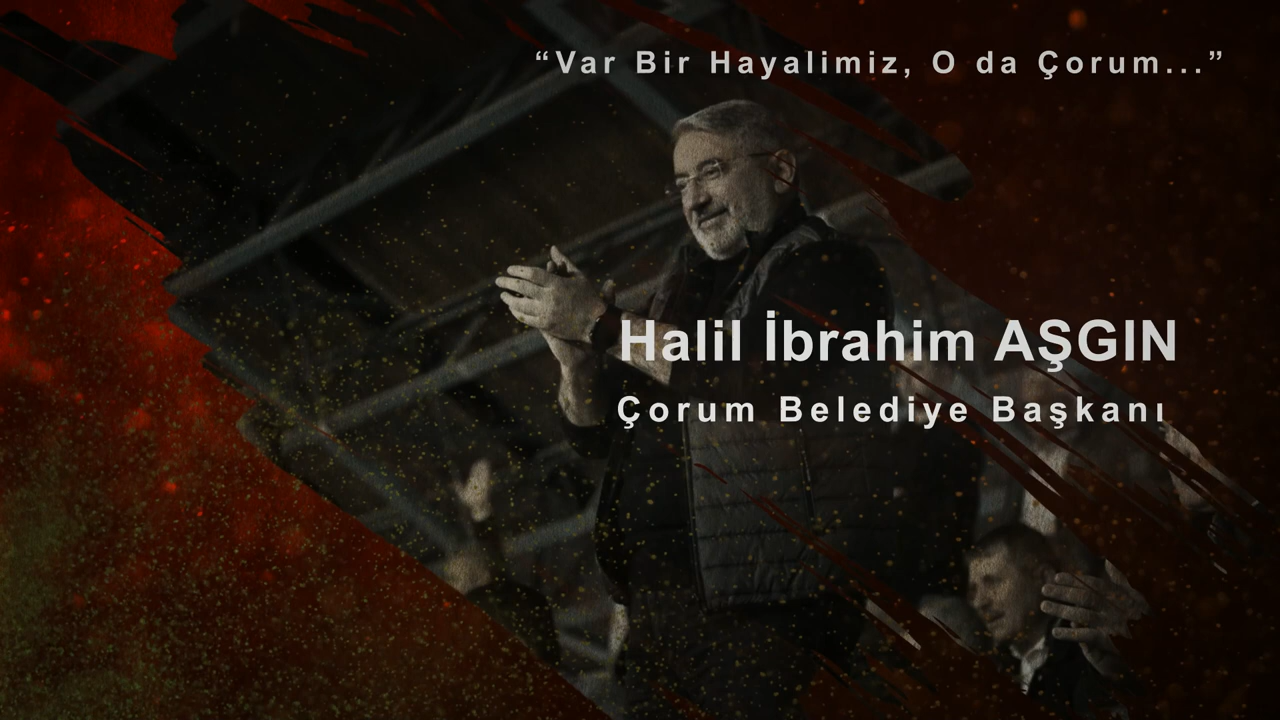 “Var Bir Hayalimiz, O da Çorum...”
Halil İbrahim AŞGIN
Çorum Belediye Başkanı